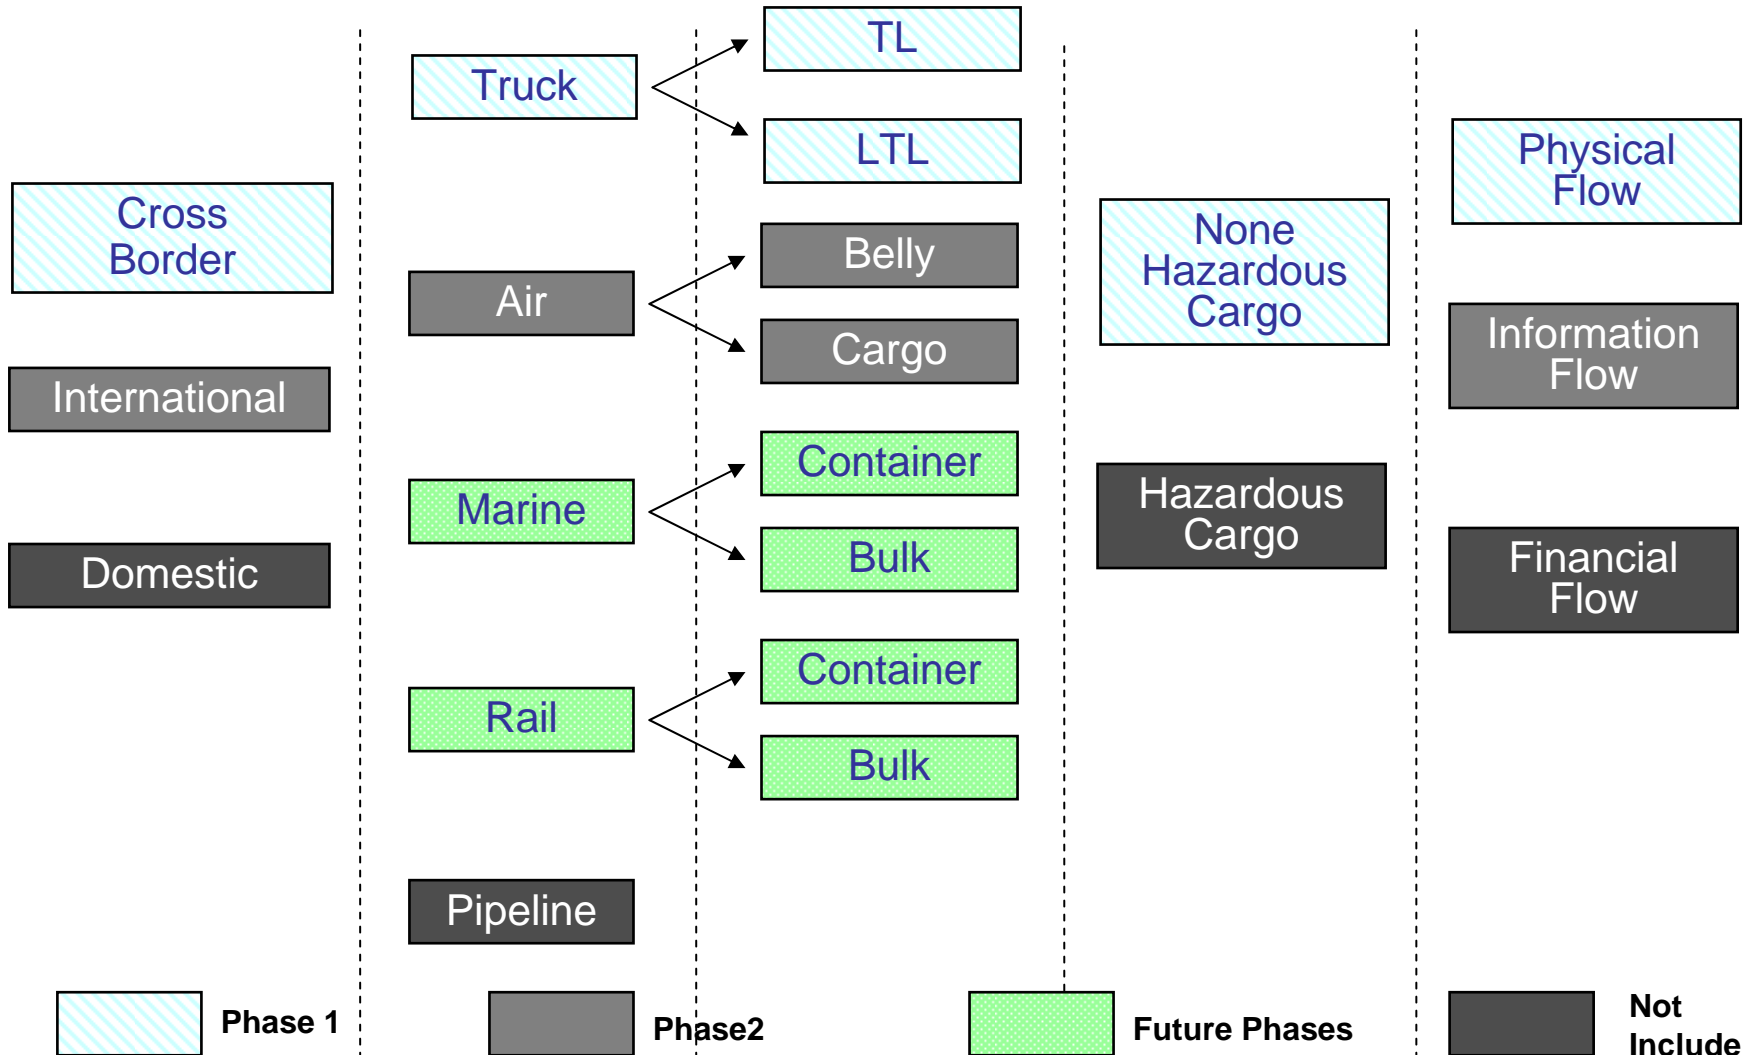 Cross
Border
International
Domestic
Truck
Air
Marine
Rail
Pipeline
TL
LTL
Belly
Cargo
Container
Bulk
Container
Bulk
None
Hazardous
Cargo
Hazardous
Cargo
Physical
Flow
Information
Flow
Financial
Flow
Phase 1
Phase2
Future Phases
Not
Include